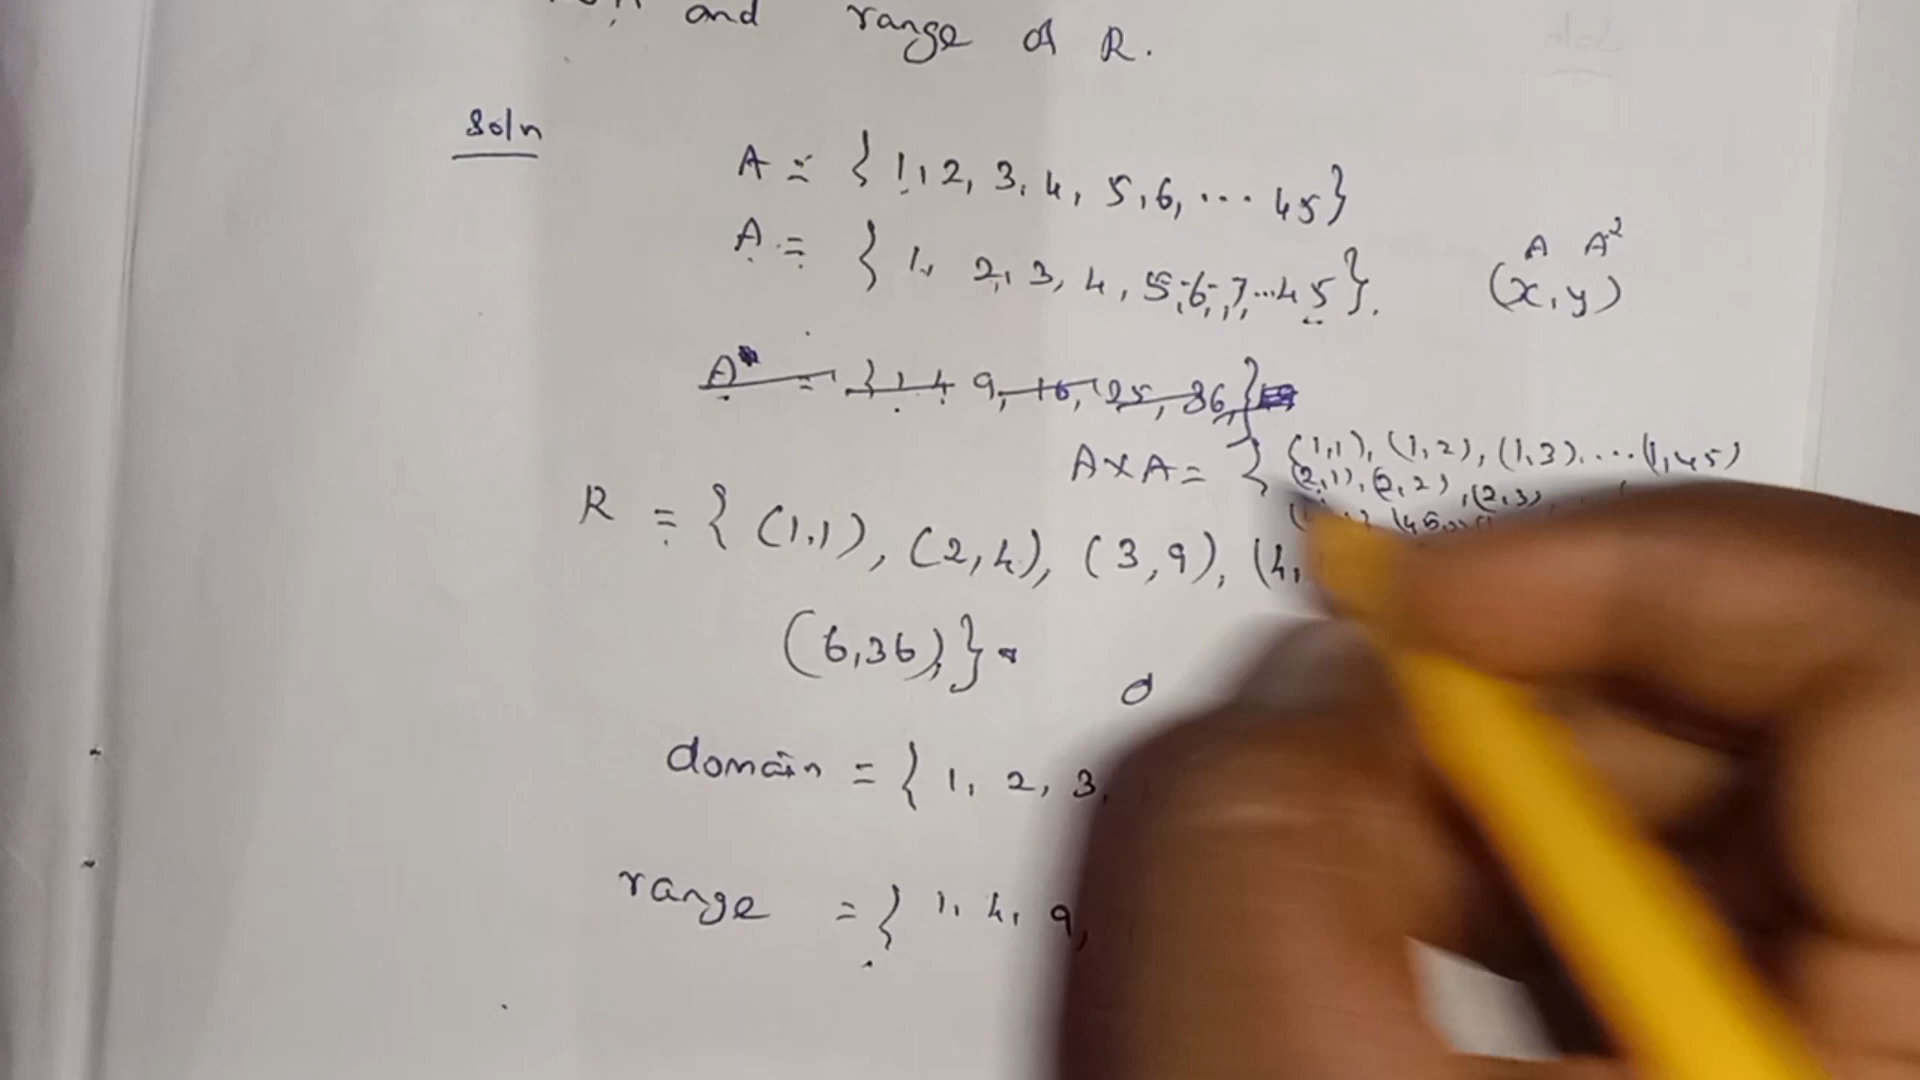 and range of R.
Soln
A = {1, 2, 3, 4, 5, 6, ... 45}
A = {1, 2, 3, 4, 5, 6, 7 ... 45}.
A A²
(x, y)
A = {1 4 9, 16, 25, 36, }
A×A = {(1,1), (1,2), (1,3). ... (1,45)
(2,1), (2,2), (2,3)
R = {(1,1), (2,4), (3,9), (4,
(6,36),}
domain = {1, 2, 3,
range = {1, 4, 9,